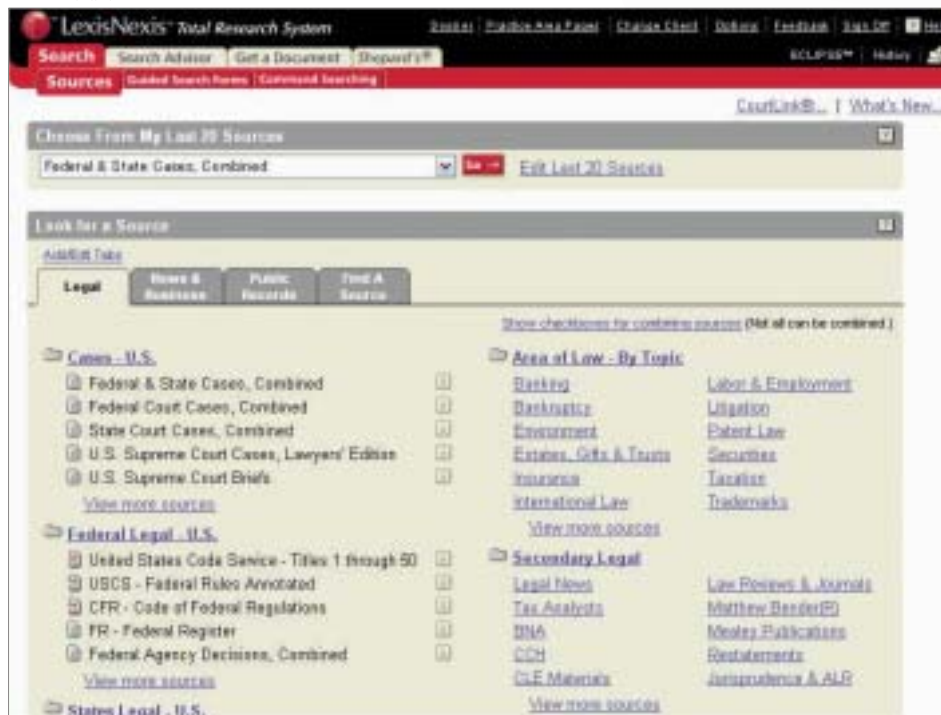 LexisNexis™ Total Research System
Practice Area Pages | Change Client | Options | Feedback | Sign Off
Search Search Advisor Get a Document Shepard's®
ECLIPSE™ | History
Sources Guided Search Forms Command Searching
CourtLink®... | What's New...
Choose From My Last 20 Sources
Federal & State Cases, Combined Go → Edit Last 20 Sources
Look for a Source
Add/Edit Tabs
Legal
News & Business
Public Records
Find A Source
Show checkboxes for combining sources (Not all can be combined.)
Cases - U.S.
Federal & State Cases, Combined
Federal Court Cases, Combined
State Court Cases, Combined
U.S. Supreme Court Cases, Lawyers' Edition
U.S. Supreme Court Briefs
View more sources
Federal Legal - U.S.
United States Code Service - Titles 1 through 50
USCS - Federal Rules Annotated
CFR - Code of Federal Regulations
FR - Federal Register
Federal Agency Decisions, Combined
View more sources
States Legal - U.S.
Area of Law - By Topic
Banking Labor & Employment
Bankruptcy Litigation
Environment Patent Law
Estates, Gifts & Trusts Securities
Insurance Taxation
International Law Trademarks
View more sources
Secondary Legal
Legal News Law Reviews & Journals
Tax Analysts Matthew Bender(R)
BNA Mealey Publications
CCH Restatements
CLE Materials Jurisprudence & ALR
View more sources